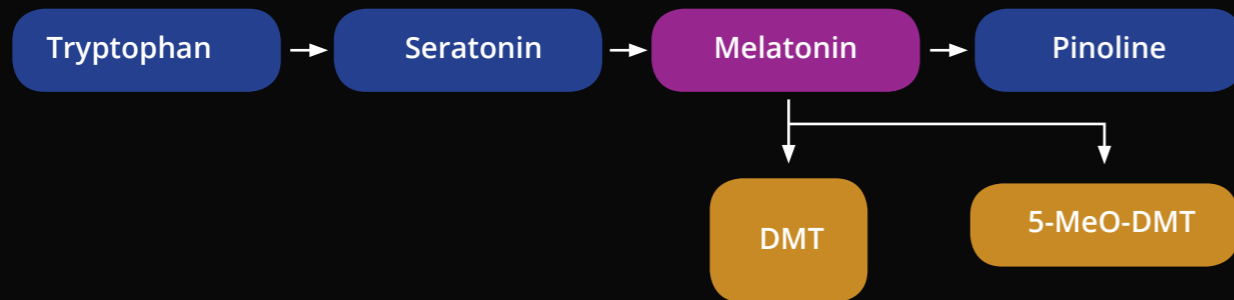 Tryptophan
Seratonin
Melatonin
Pinoline
DMT
5-MeO-DMT